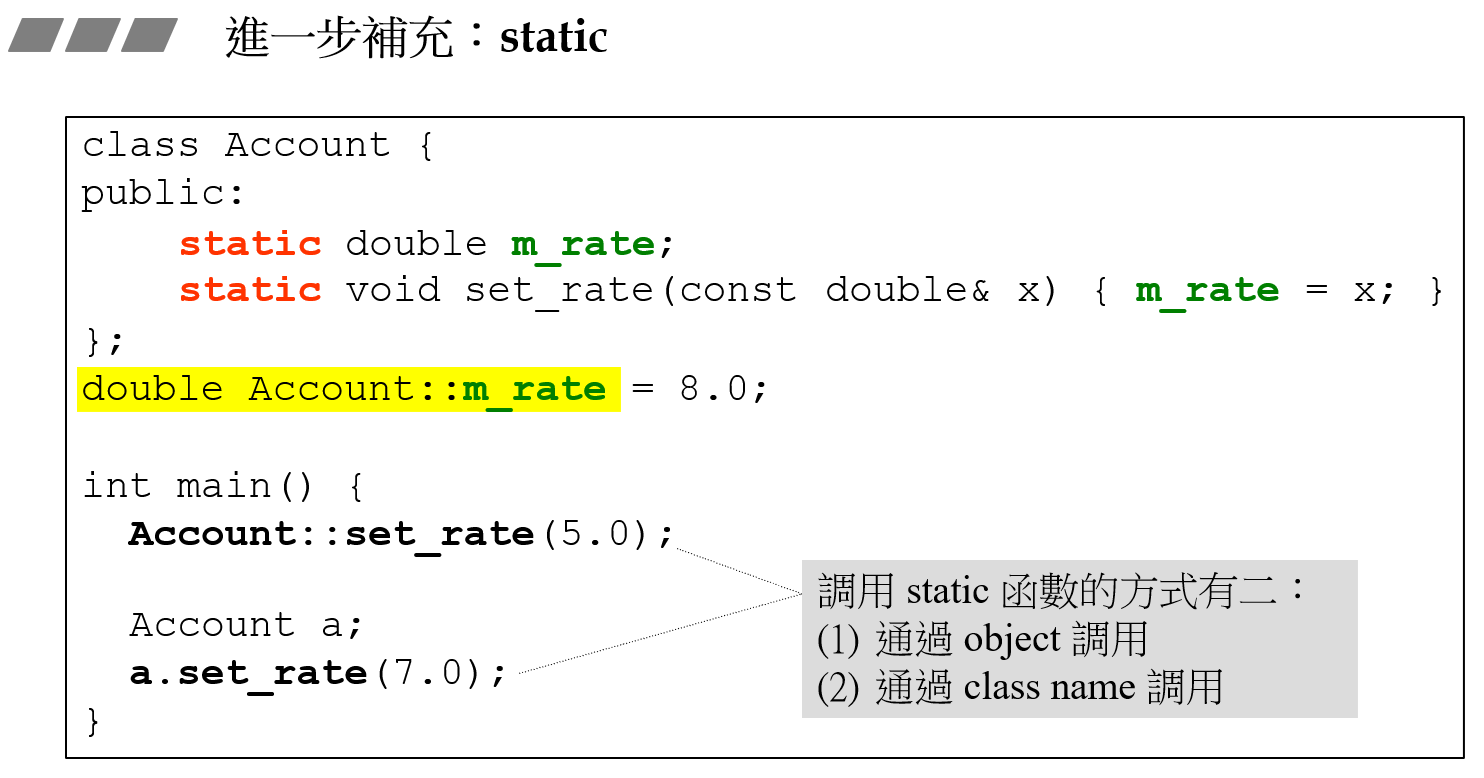 進一步補充：static
class Account {
public:
     static double m_rate;
     static void set_rate(const double& x) { m_rate = x; }
};
double Account::m_rate = 8.0;
int main() {
  Account::set_rate(5.0);
  Account a;
  a.set_rate(7.0);
}
調用 static 函數的方式有二：
(1) 通過 object 調用
(2) 通過 class name 調用